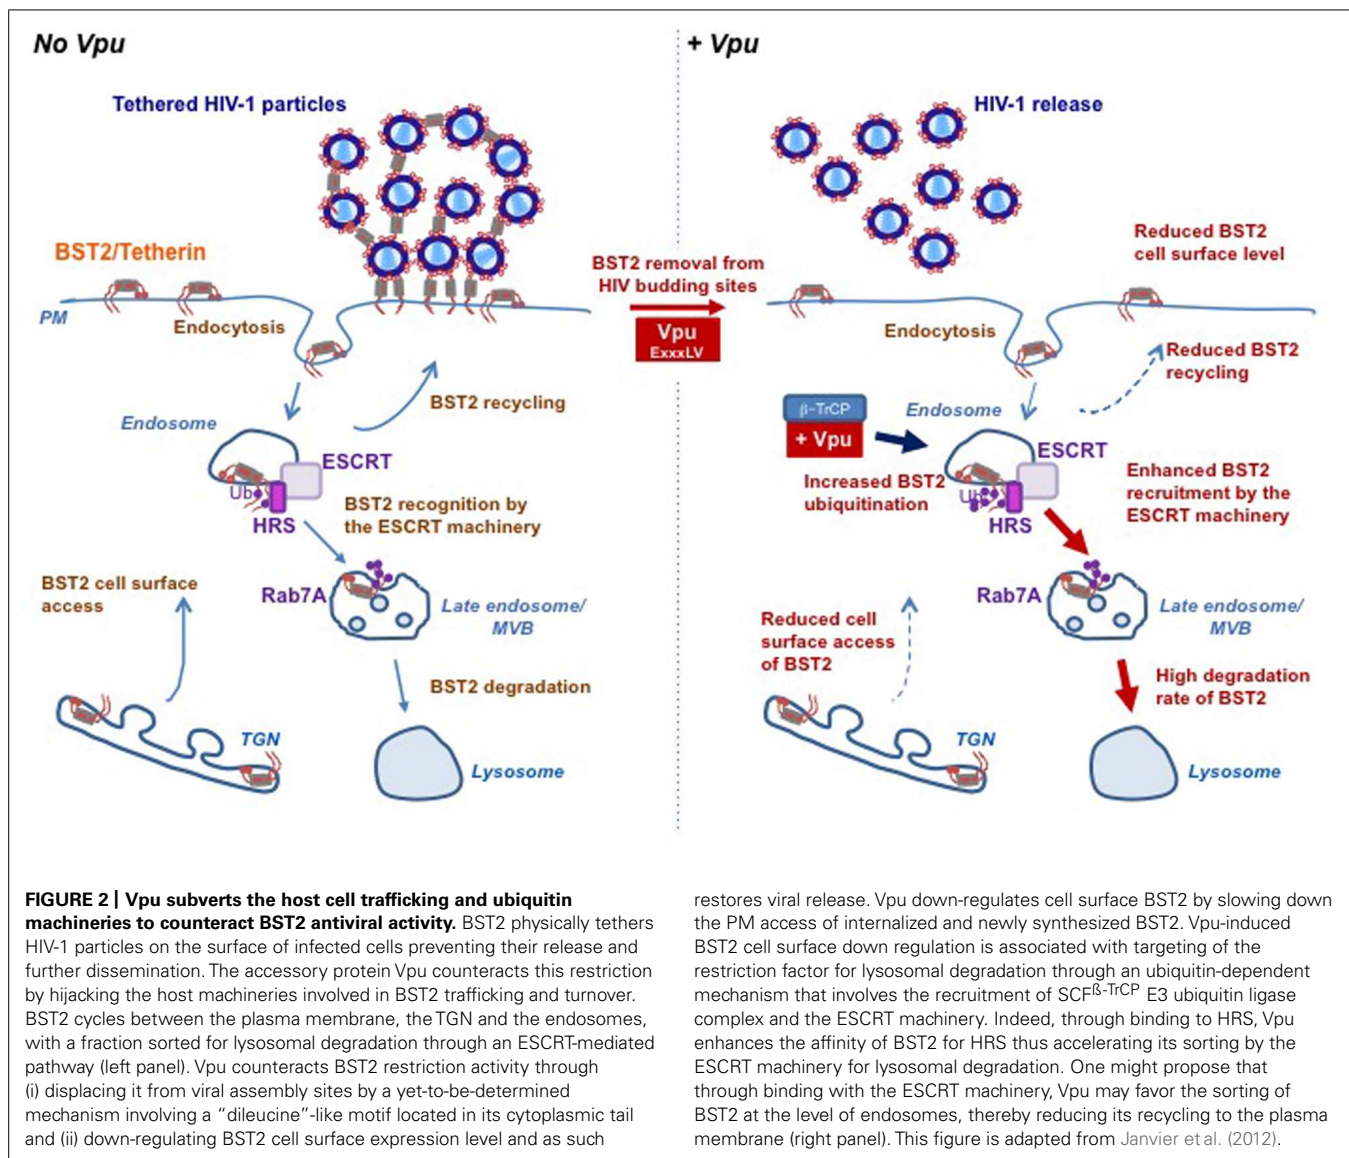 No Vpu
Tethered HIV-1 particles
BST2/Tetherin
PM
Endocytosis
BST2 recycling
Endosome
ESCRT
Ub
HRS
BST2 recognition by
the ESCRT machinery
BST2 cell surface
access
Rab7A
Late endosome/
MVB
BST2 degradation
TGN
Lysosome
BST2 removal from
HIV budding sites
Vpu
ExxxLV
+ Vpu
HIV-1 release
Reduced BST2
cell surface level
Endocytosis
Reduced BST2
recycling
β-TrCP
+ Vpu
Endosome
ESCRT
Increased BST2
ubiquitination
Ub
HRS
Enhanced BST2
recruitment by the
ESCRT machinery
Rab7A
Late endosome/
MVB
Reduced cell
surface access
of BST2
High degradation
rate of BST2
TGN
Lysosome
FIGURE 2 | Vpu subverts the host cell trafficking and ubiquitin
machineries to counteract BST2 antiviral activity. BST2 physically tethers
HIV-1 particles on the surface of infected cells preventing their release and
further dissemination. The accessory protein Vpu counteracts this restriction
by hijacking the host machineries involved in BST2 trafficking and turnover.
BST2 cycles between the plasma membrane, the TGN and the endosomes,
with a fraction sorted for lysosomal degradation through an ESCRT-mediated
pathway (left panel). Vpu counteracts BST2 restriction activity through
(i) displacing it from viral assembly sites by a yet-to-be-determined
mechanism involving a “dileucine”-like motif located in its cytoplasmic tail
and (ii) down-regulating BST2 cell surface expression level and as such
restores viral release. Vpu down-regulates cell surface BST2 by slowing down
the PM access of internalized and newly synthesized BST2. Vpu-induced
BST2 cell surface down regulation is associated with targeting of the
restriction factor for lysosomal degradation through an ubiquitin-dependent
mechanism that involves the recruitment of SCFß-TrCP E3 ubiquitin ligase
complex and the ESCRT machinery. Indeed, through binding to HRS, Vpu
enhances the affinity of BST2 for HRS thus accelerating its sorting by the
ESCRT machinery for lysosomal degradation. One might propose that
through binding with the ESCRT machinery, Vpu may favor the sorting of
BST2 at the level of endosomes, thereby reducing its recycling to the plasma
membrane (right panel). This figure is adapted from Janvier et al. (2012).